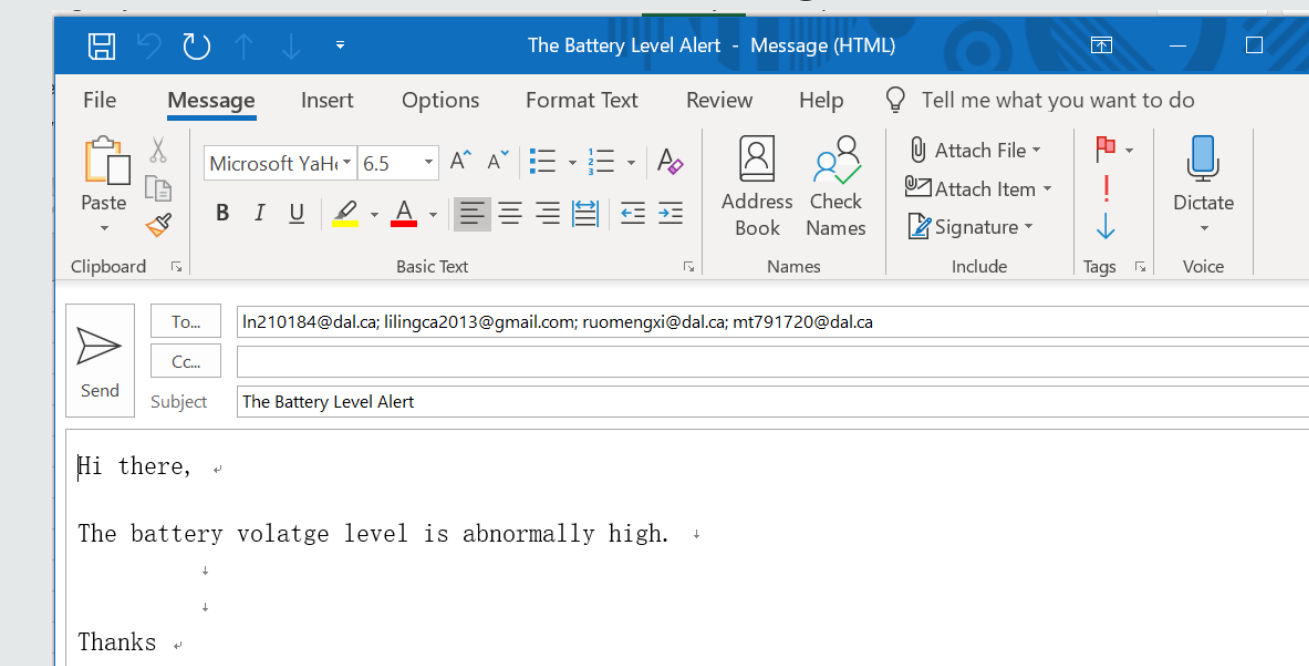 The Battery Level Alert - Message (HTML)
File Message Insert Options Format Text Review Help Tell me what you want to do
Microsoft YaHe 6.5
Paste
B I U A
Address Book
Check Names
Attach File
Attach Item
Signature
Dictate
Clipboard Basic Text Names Include Tags Voice
To... ln210184@dal.ca; lilingca2013@gmail.com; ruomengxi@dal.ca; mt791720@dal.ca
Cc...
Send
Subject The Battery Level Alert
Hi there,
The battery volatge level is abnormally high.
Thanks